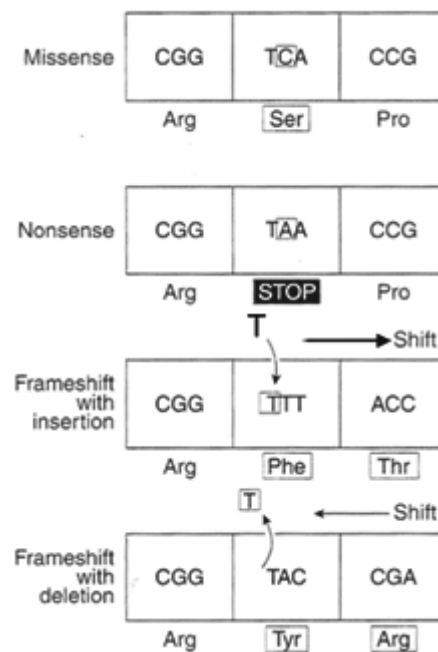 Missense CGG TCA CCG
Arg Ser Pro
Nonsense CGG TAA CCG
Arg STOP Pro
T Shift
Frameshift with insertion CGG TTT ACC
Arg Phe Thr
T Shift
Frameshift with deletion CGG TAC CGA
Arg Tyr Arg